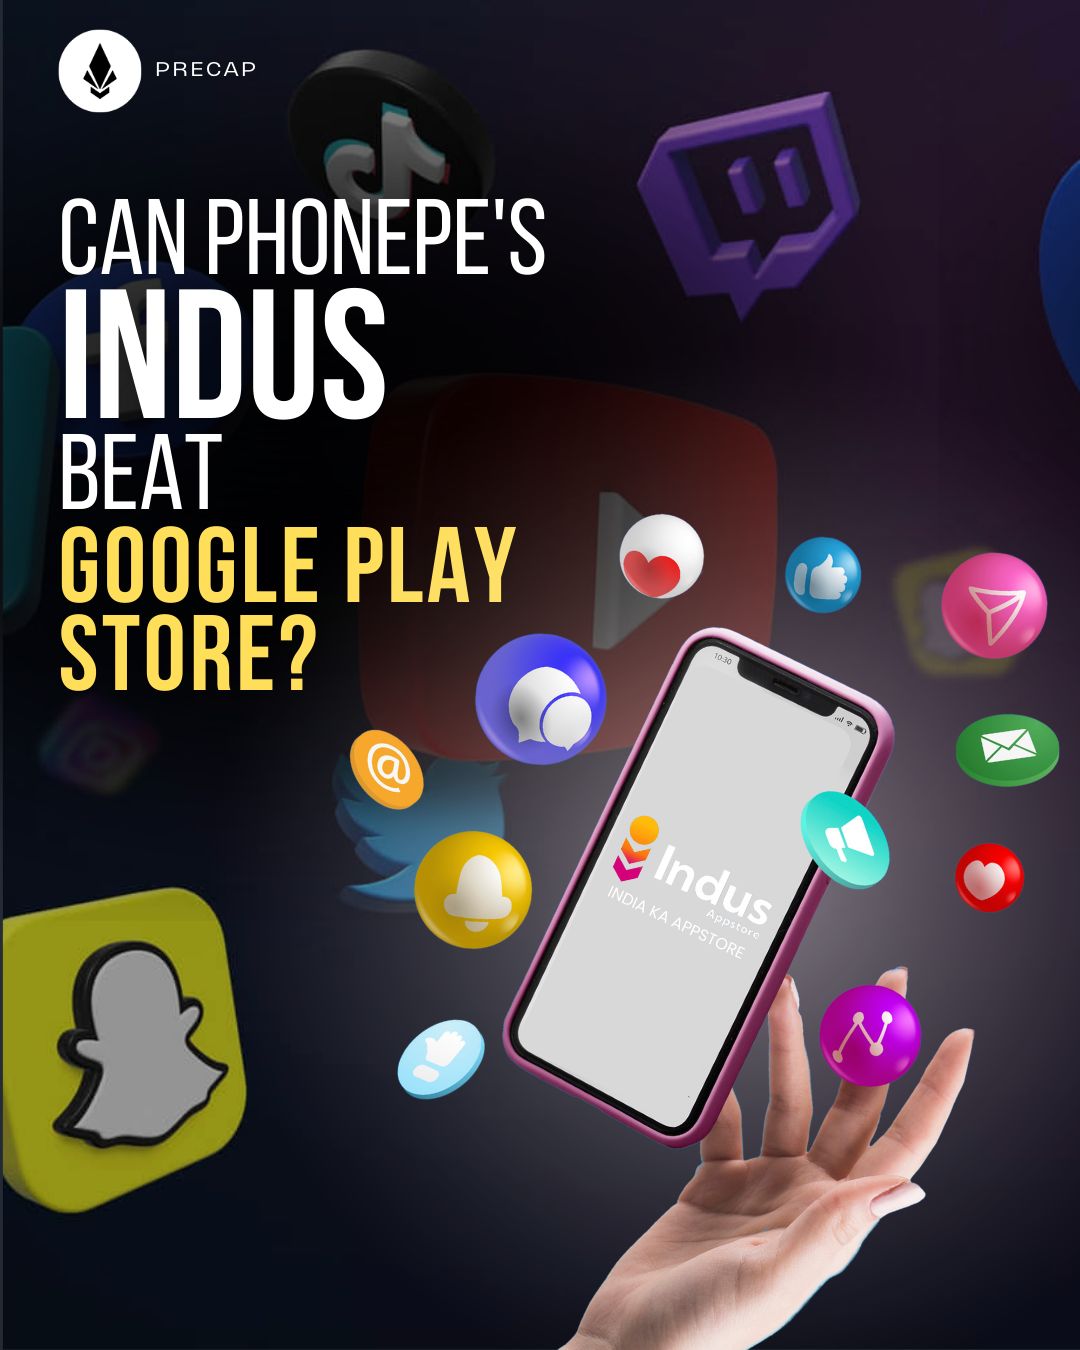 PRECAP
CAN PHONEPE'S
INDUS
BEAT
GOOGLE PLAY
STORE?
10:30
@
Indus
Appstore
INDIA KA APPSTORE